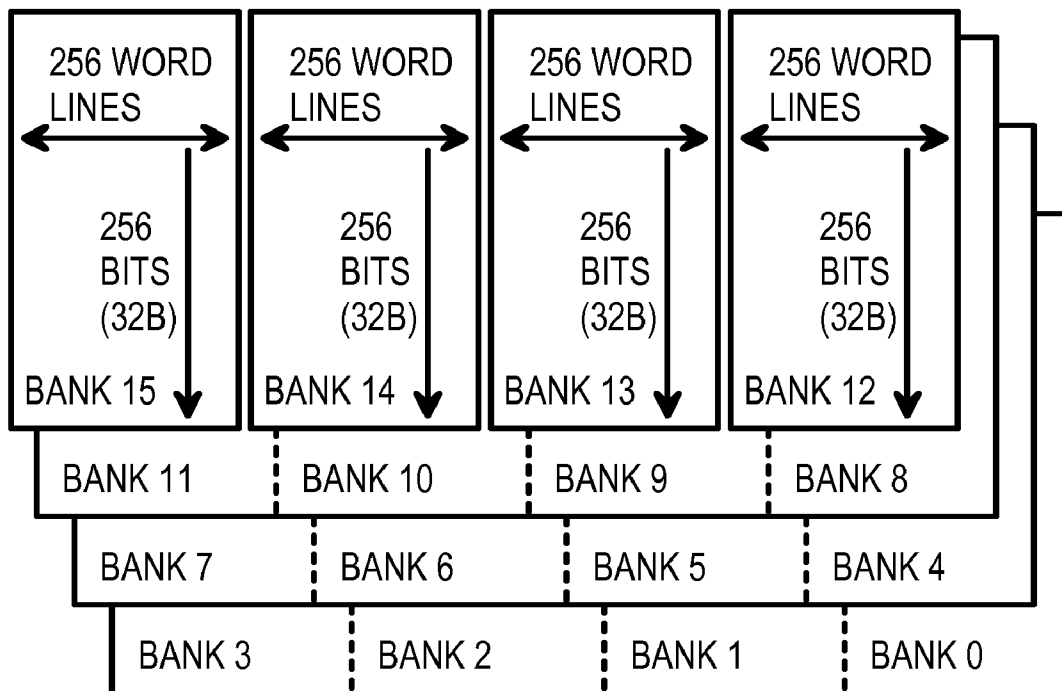 256 WORD
LINES
256
BITS
(32B)
BANK 15
256 WORD
LINES
256
BITS
(32B)
BANK 14
256 WORD
LINES
256
BITS
(32B)
BANK 13
256 WORD
LINES
256
BITS
(32B)
BANK 12
BANK 11
BANK 10
BANK 9
BANK 8
BANK 7
BANK 6
BANK 5
BANK 4
BANK 3
BANK 2
BANK 1
BANK 0